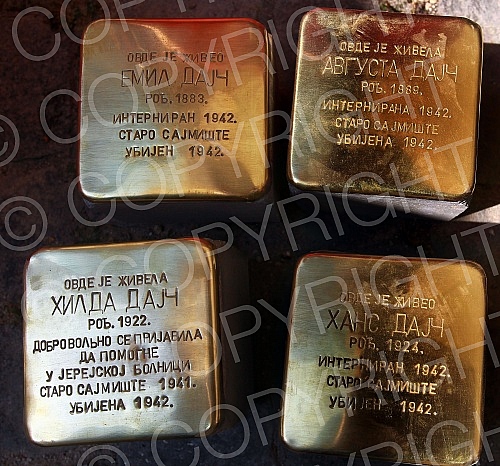 ОВДЕ ЈЕ ЖИВЕО
ЕМИЛ ДАЈЧ
РОЂ. 1883.
ИНТЕРНИРАН 1942.
СТАРО САЈМИШТЕ
УБИЈЕН 1942.
ОВДЕ ЈЕ ЖИВЕЛА
АВГУСТА ДАЈЧ
РОЂ. 1889.
ИНТЕРНИРАНА 1942.
СТАРО САЈМИШТЕ
УБИЈЕНА 1942.
ОВДЕ ЈЕ ЖИВЕЛА
ХИЛДА ДАЈЧ
РОЂ. 1922.
ДОБРОВОЉНО СЕ ПРИЈАВИЛА
ДА ПОМОГНЕ
У ЈЕРЕЈСКОЈ БОЛНИЦИ
СТАРО САЈМИШТЕ 1941.
УБИЈЕНА 1942.
ОВДЕ ЈЕ ЖИВЕО
ХАНС ДАЈЧ
РОЂ. 1924.
ИНТЕРНИРАН 1942.
СТАРО САЈМИШТЕ
УБИЈЕН 1942.
© COPYRIGHT